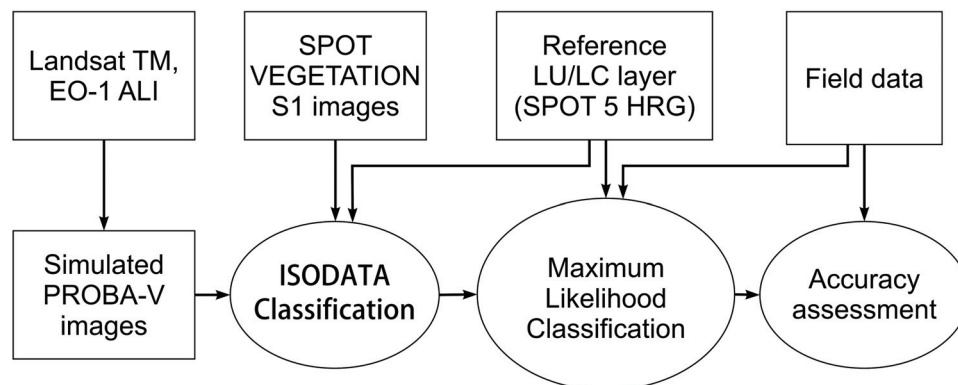 Landsat TM,
EO-1 ALI
SPOT
VEGETATION
S1 images
Reference
LU/LC layer
(SPOT 5 HRG)
Field data
Simulated
PROBA-V
images
ISODATA
Classification
Maximum
Likelihood
Classification
Accuracy
assessment